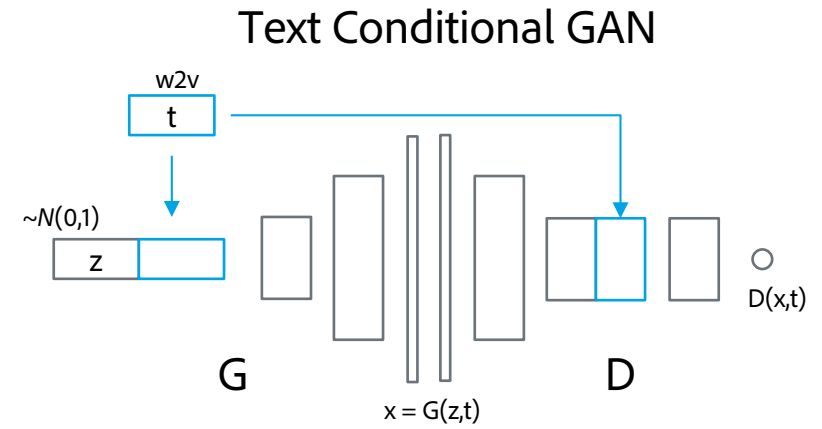 Text Conditional GAN
w2v
t
~N(0,1)
z
D(x,t)
G
D
x = G(z,t)